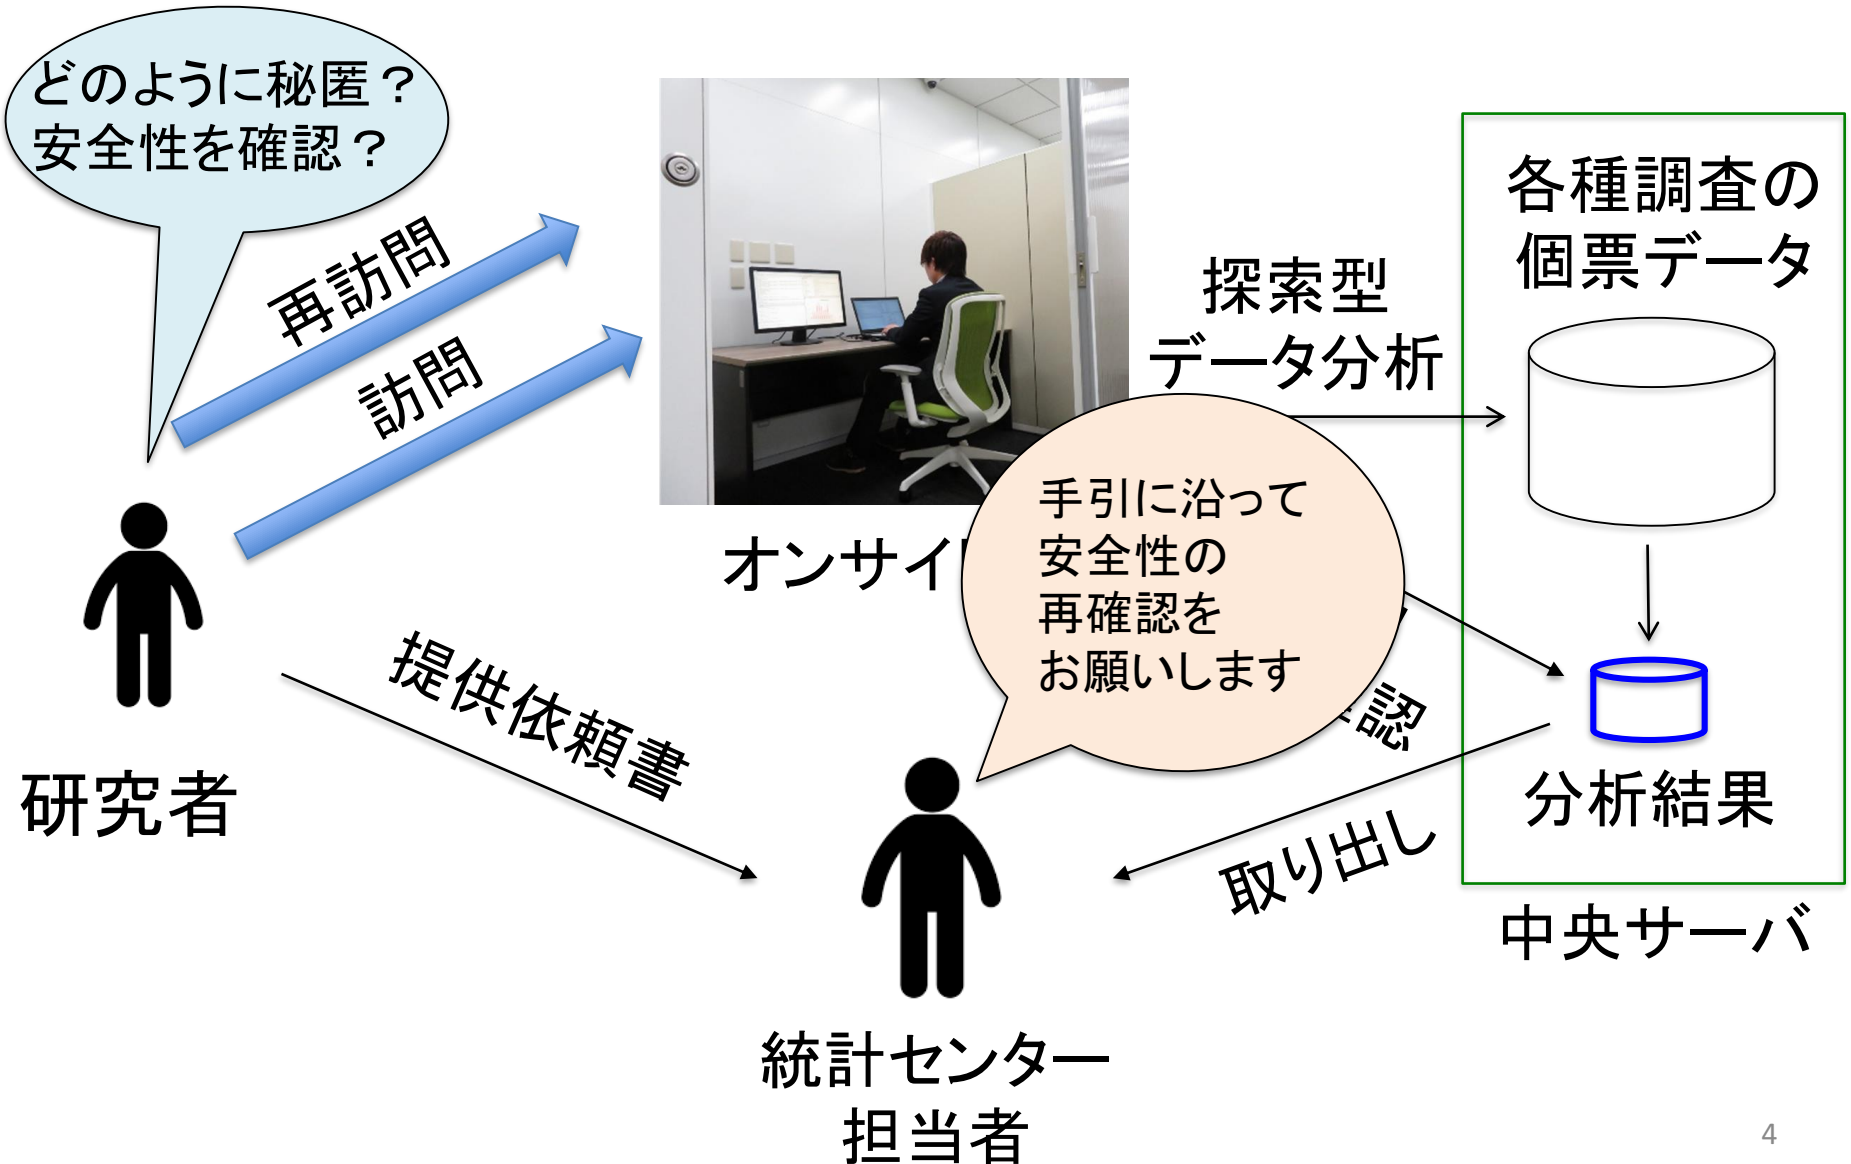 どのように秘匿？
安全性を確認？
再訪問
訪問
探索型
データ分析
各種調査の
個票データ
オンサイ
手引に沿って
安全性の
再確認を
お願いします
認
提供依頼書
研究者
分析結果
取り出し
中央サーバ
統計センター
担当者
4